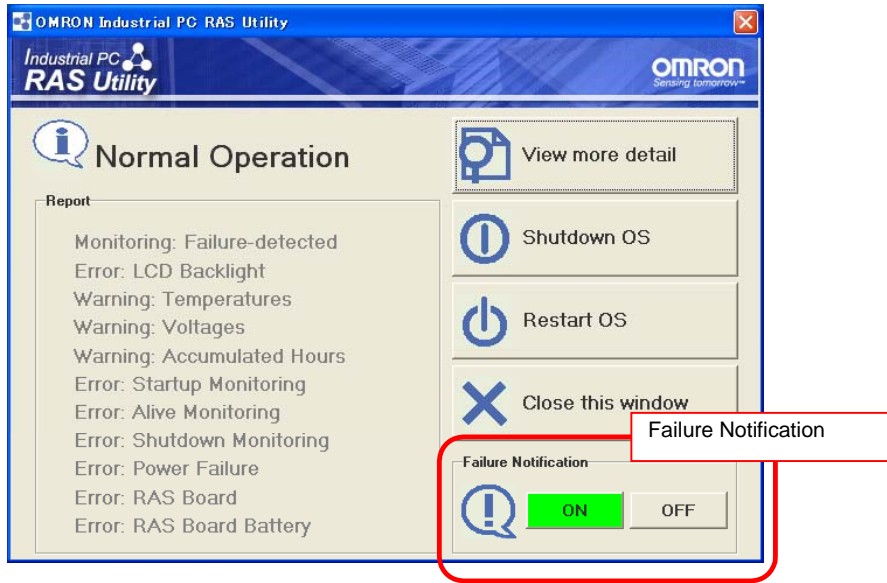 OMRON Industrial PC RAS Utility
Industrial PC
RAS Utility
OMRON
Sensing tomorrow™
Normal Operation
Report
Monitoring: Failure-detected
Error: LCD Backlight
Warning: Temperatures
Warning: Voltages
Warning: Accumulated Hours
Error: Startup Monitoring
Error: Alive Monitoring
Error: Shutdown Monitoring
Error: Power Failure
Error: RAS Board
Error: RAS Board Battery
View more detail
Shutdown OS
Restart OS
Close this window
Failure Notification
Failure Notification
ON
OFF